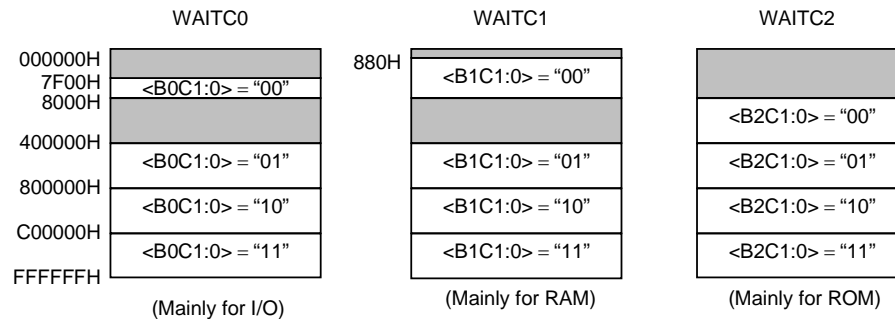 WAITC0 WAITC1 WAITC2
000000H
880H
7F00H
<B0C1:0> = “00” <B1C1:0> = “00”
8000H
<B2C1:0> = “00”
400000H
<B0C1:0> = “01” <B1C1:0> = “01” <B2C1:0> = “01”
800000H
<B0C1:0> = “10” <B1C1:0> = “10” <B2C1:0> = “10”
C00000H
<B0C1:0> = “11” <B1C1:0> = “11” <B2C1:0> = “11”
FFFFFFH
(Mainly for I/O) (Mainly for RAM) (Mainly for ROM)